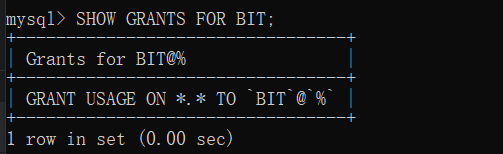 mysql> SHOW GRANTS FOR BIT;
+---------------------------------+
| Grants for BIT@%                |
+---------------------------------+
| GRANT USAGE ON *.* TO `BIT`@`%` |
+---------------------------------+
1 row in set (0.00 sec)